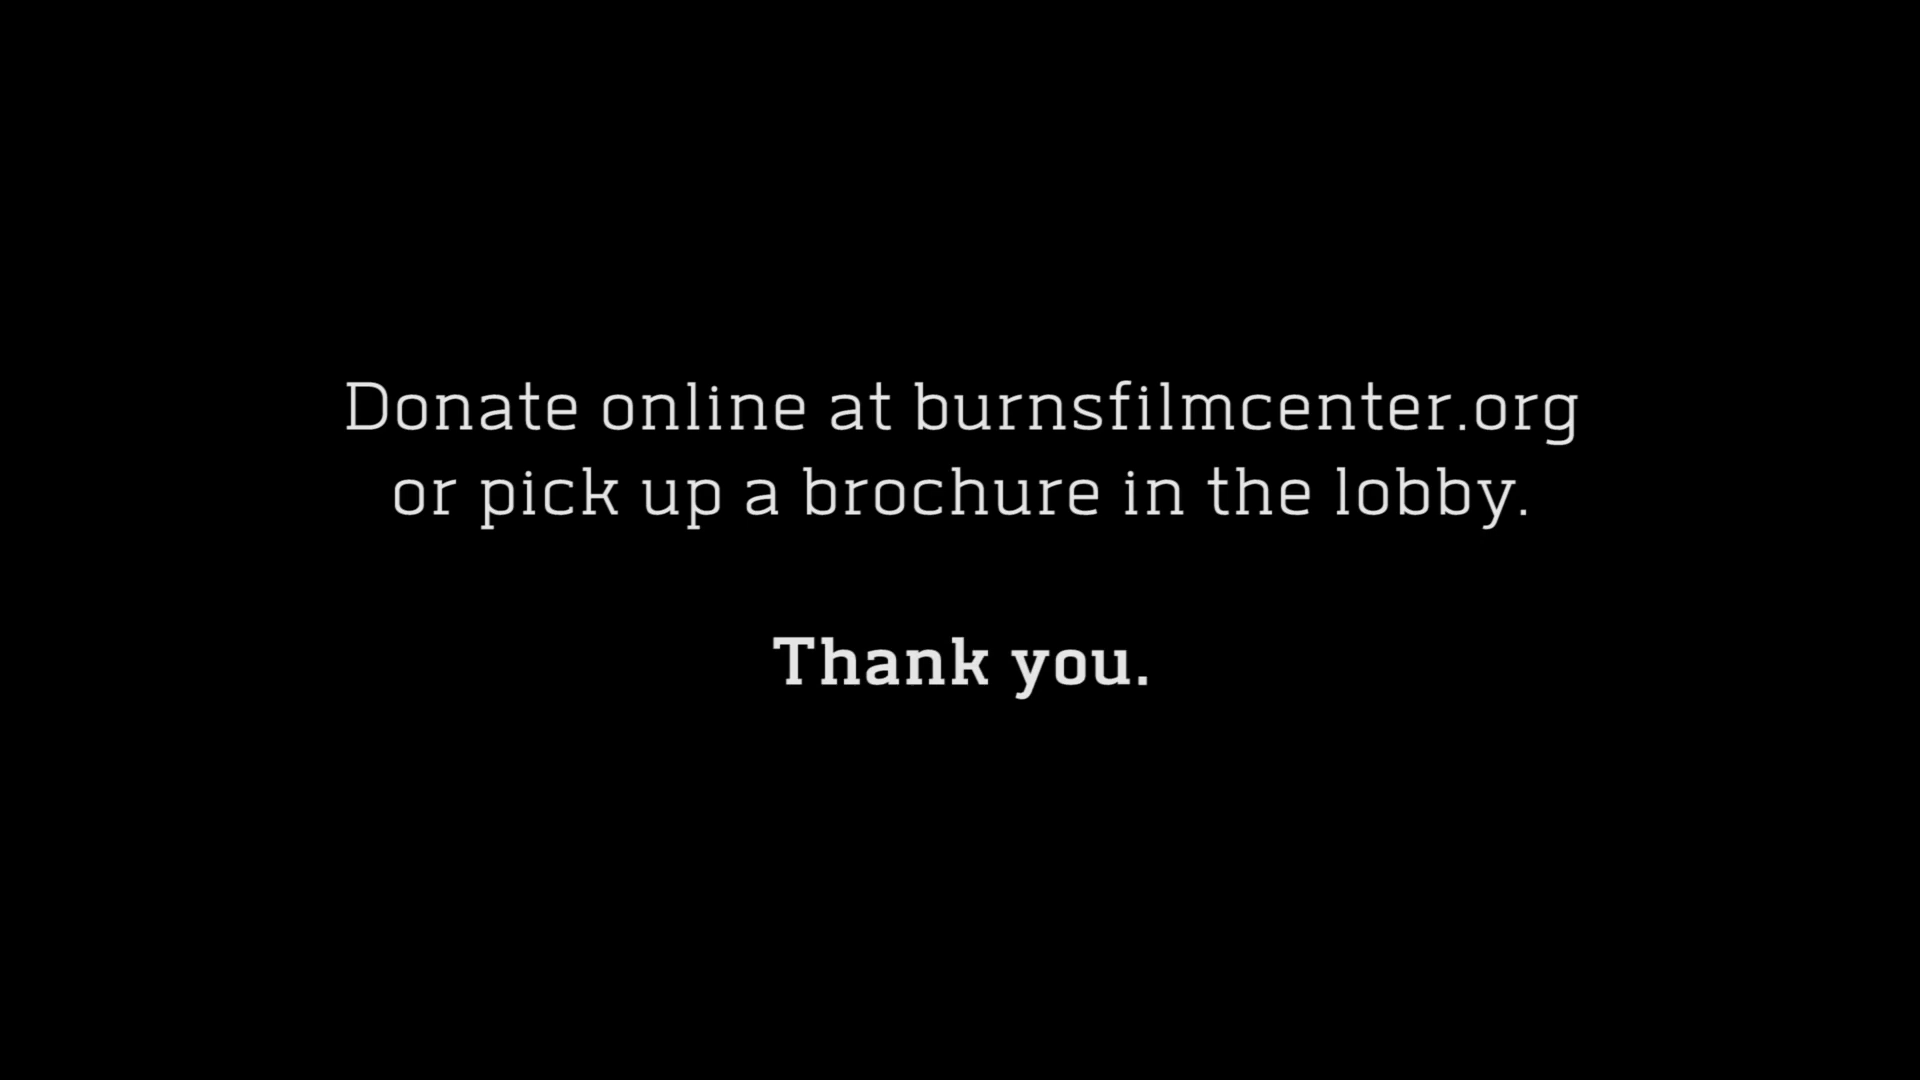 Donate online at burnsfilmcenter.org
or pick up a brochure in the lobby.
Thank you.